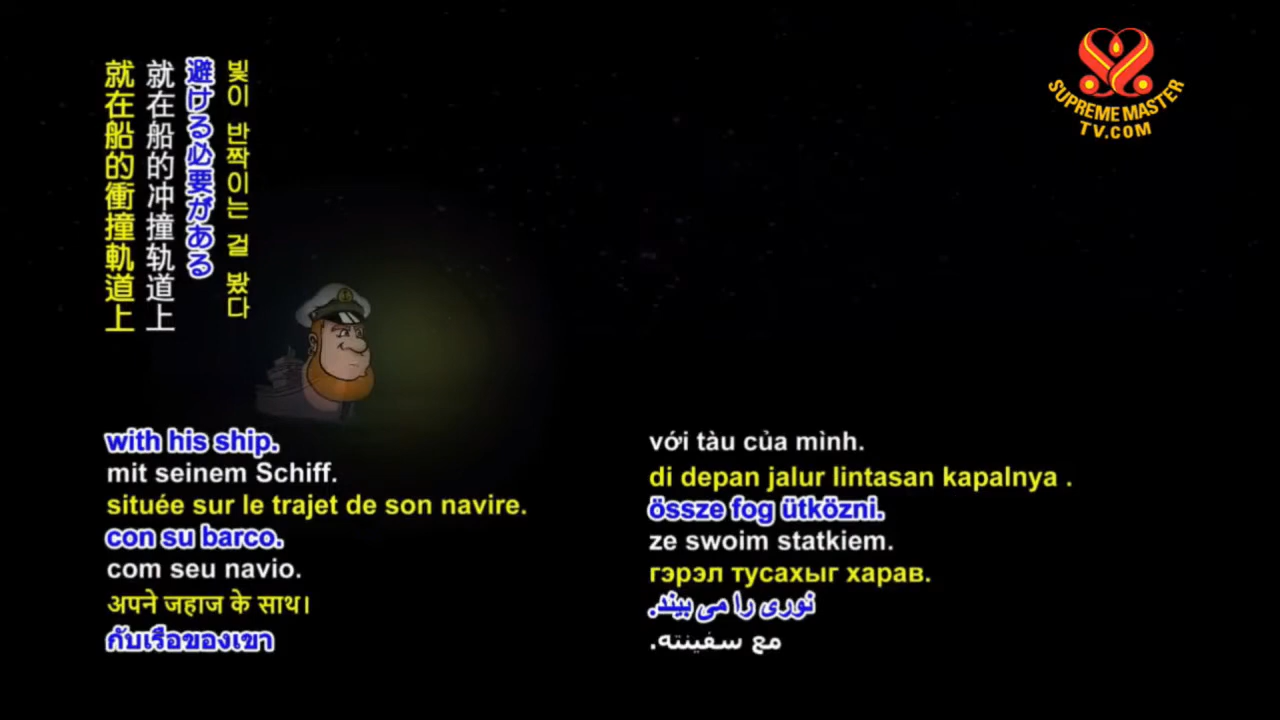 就在船的衝撞軌道上
就在船的冲撞轨道上
避ける必要がある
빛이 반짝이는 걸 봤다
SUPREME MASTER
TV.COM
with his ship.
mit seinem Schiff.
située sur le trajet de son navire.
con su barco.
com seu navio.
अपने जहाज के साथ।
กับเรือของเขา
với tàu của mình.
di depan jalur lintasan kapalnya .
össze fog ütközni.
ze swoim statkiem.
гэрэл тусахыг харав.
نوری را می بیند.
مع سفينته.